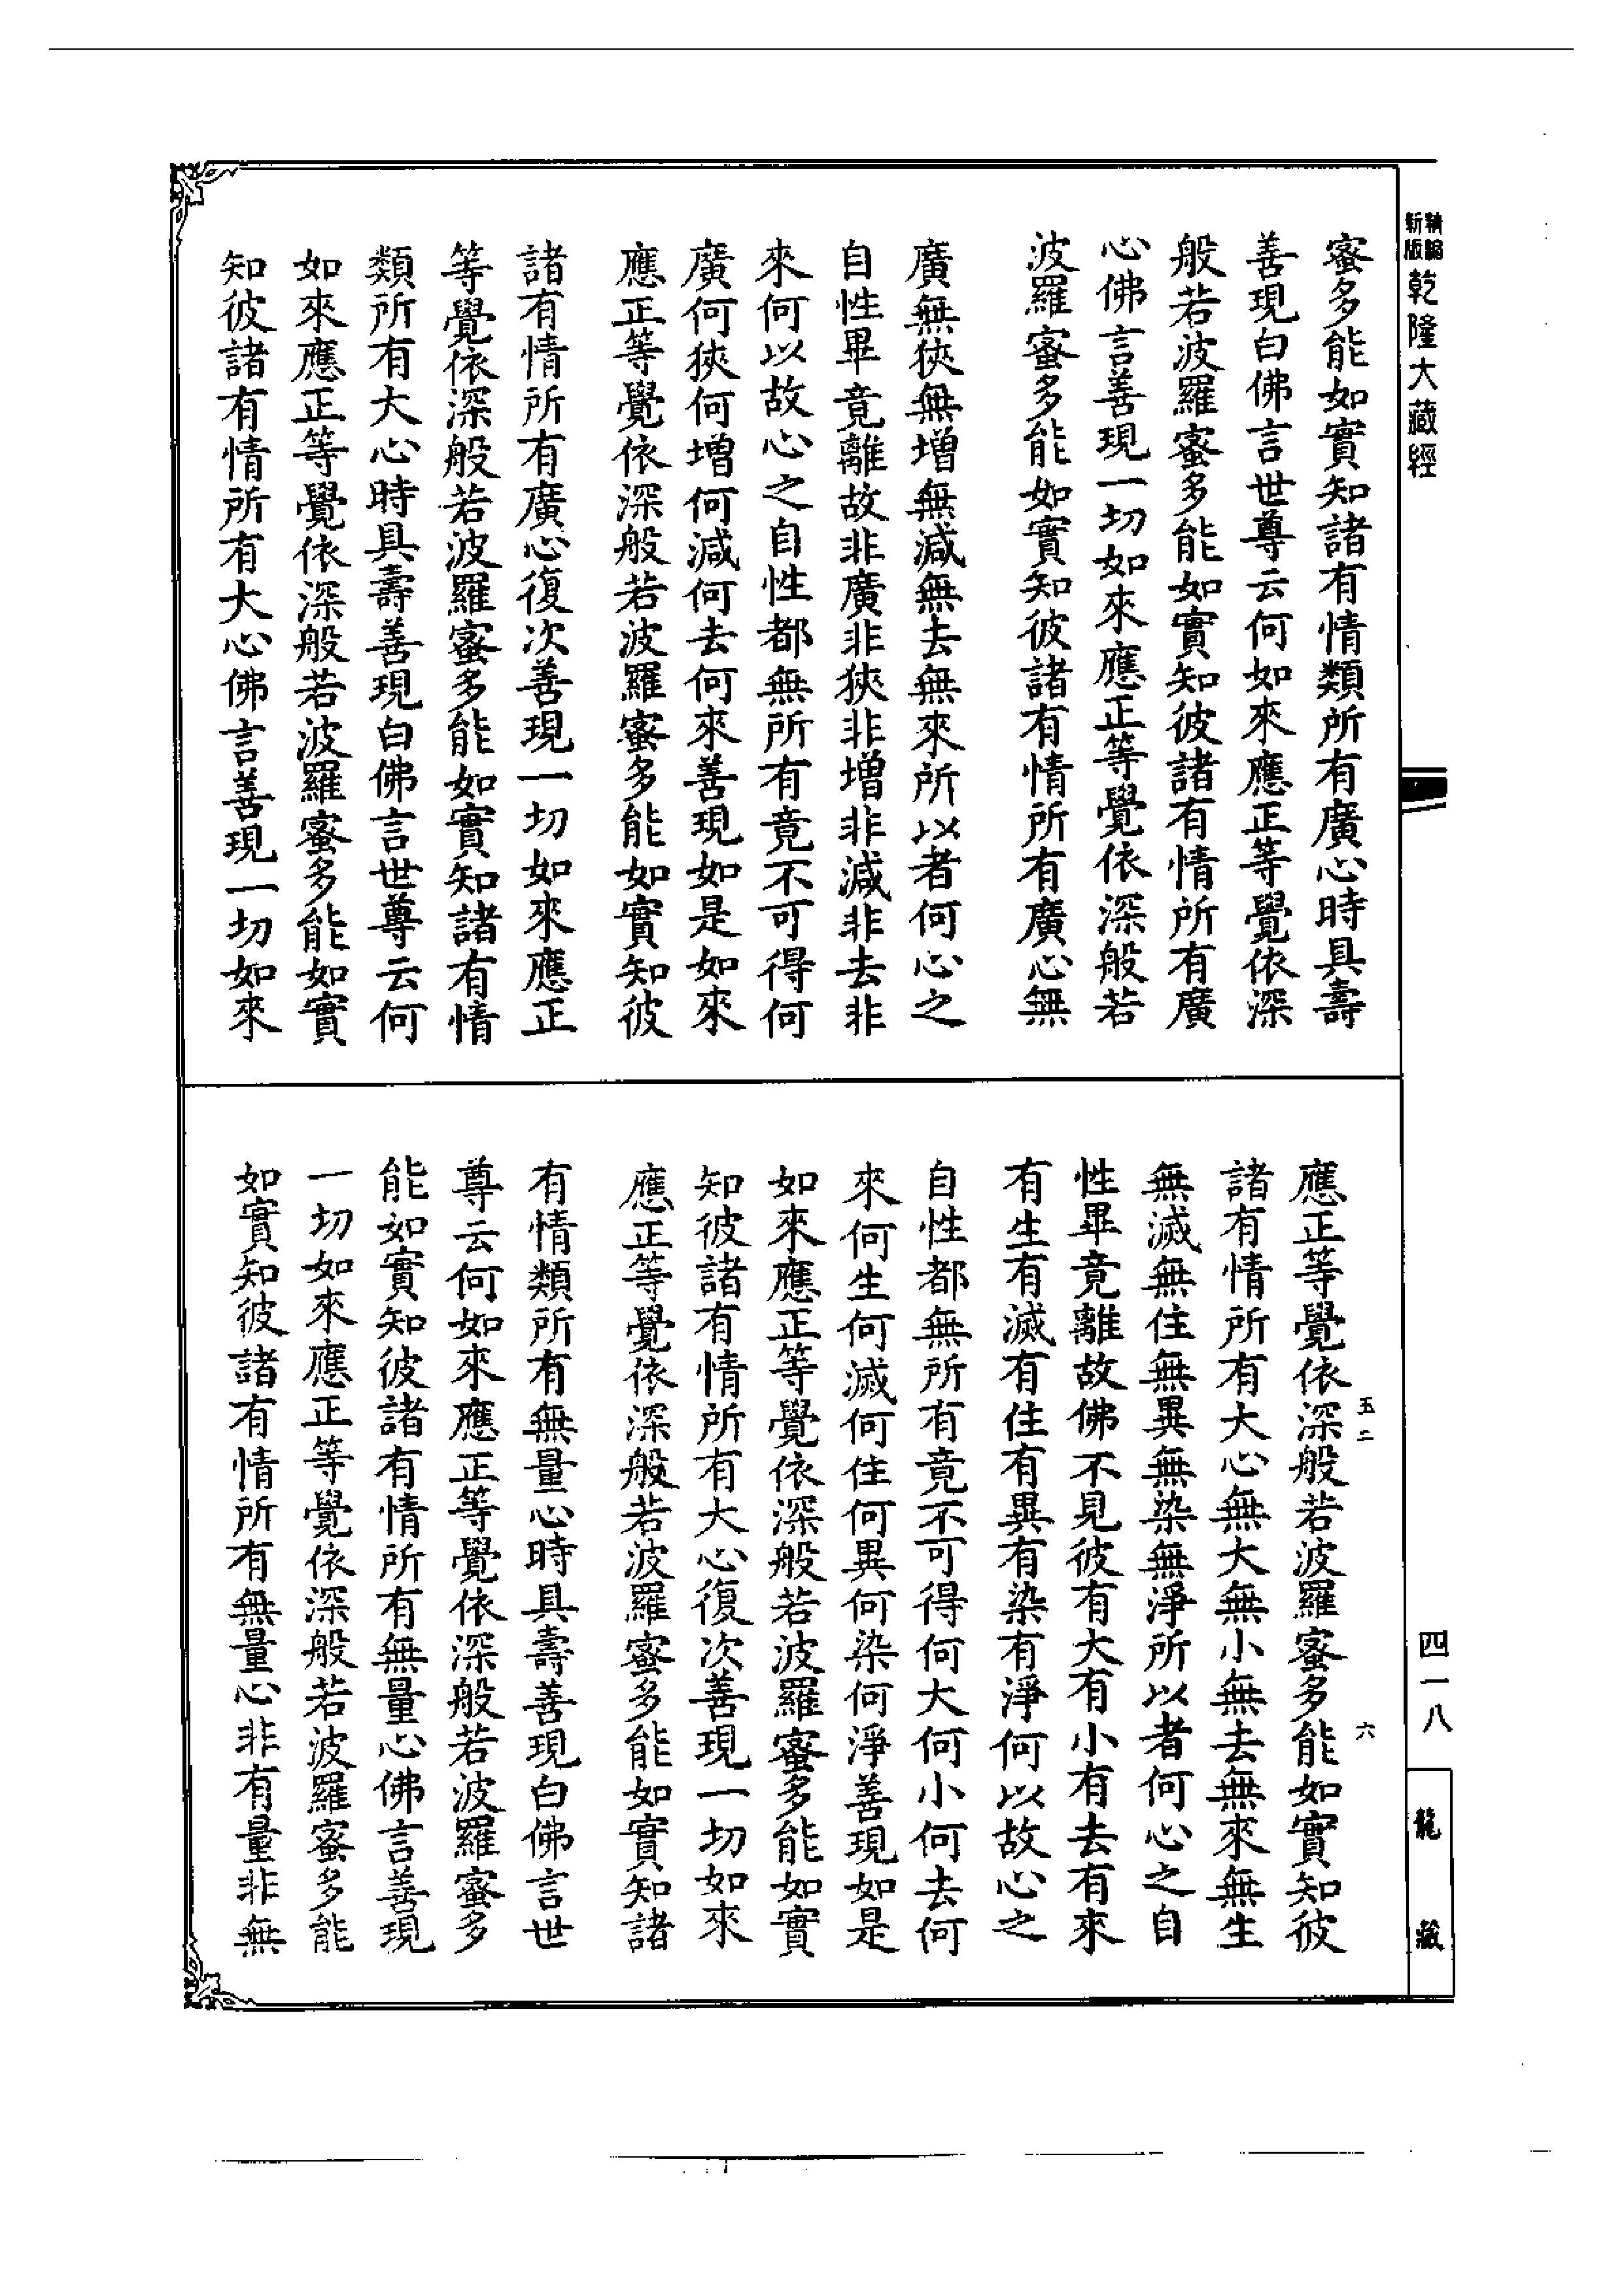 新版精縮
乾隆大藏經
蜜多能如實知諸有情類所有廣心時具壽
善現白佛言世尊云何如來應正等覺依深
般若波羅蜜多能如實知彼諸有情所有廣
心佛言善現一切如來應正等覺依深般若
波羅蜜多能如實知彼諸有情所有廣心無
廣無狹無增無減無去無來所以者何心之
自性畢竟離故非廣非狹非增非減非去非
來何以故心之自性都無所有竟不可得何
廣何狹何增何減何去何來善現如是如來
應正等覺依深般若波羅蜜多能如實知彼
諸有情所有廣心復次善現一切如來應正
等覺依深般若波羅蜜多能如實知諸有情
類所有大心時具壽善現白佛言世尊云何
如來應正等覺依深般若波羅蜜多能如實
知彼諸有情所有大心佛言善現一切如來
應正等覺依深般若波羅蜜多能如實知彼
諸有情所有大心無大無小無去無來無生
無滅無住無異無染無淨所以者何心之自
性畢竟離故佛不見彼有大有小有去有來
有生有滅有住有異有染有淨何以故心之
自性都無所有竟不可得何大何小何去何
來何生何滅何住何異何染何淨善現如是
如來應正等覺依深般若波羅蜜多能如實
知彼諸有情所有大心復次善現一切如來
應正等覺依深般若波羅蜜多能如實知諸
有情類所有無量心時具壽善現白佛言世
尊云何如來應正等覺依深般若波羅蜜多
能如實知彼諸有情所有無量心佛言善現
一切如來應正等覺依深般若波羅蜜多能
如實知彼諸有情所有無量心非有量非無
五二
六
四一八
龍藏